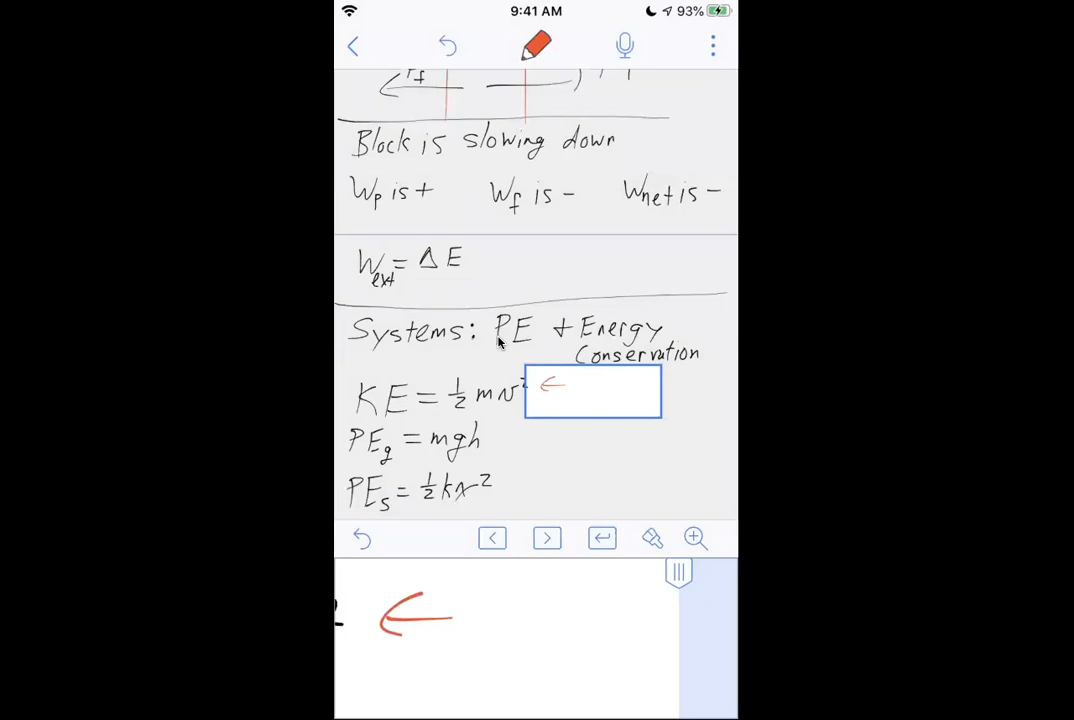 9:41 AM
93%
Block is slowing down
Wp is + Wf is - Wnet is -
Wext = Δ E
Systems: PE + Energy
Conservation
KE = 1/2 mv² ←
PEg = mgh
PEs = 1/2 kx²
←